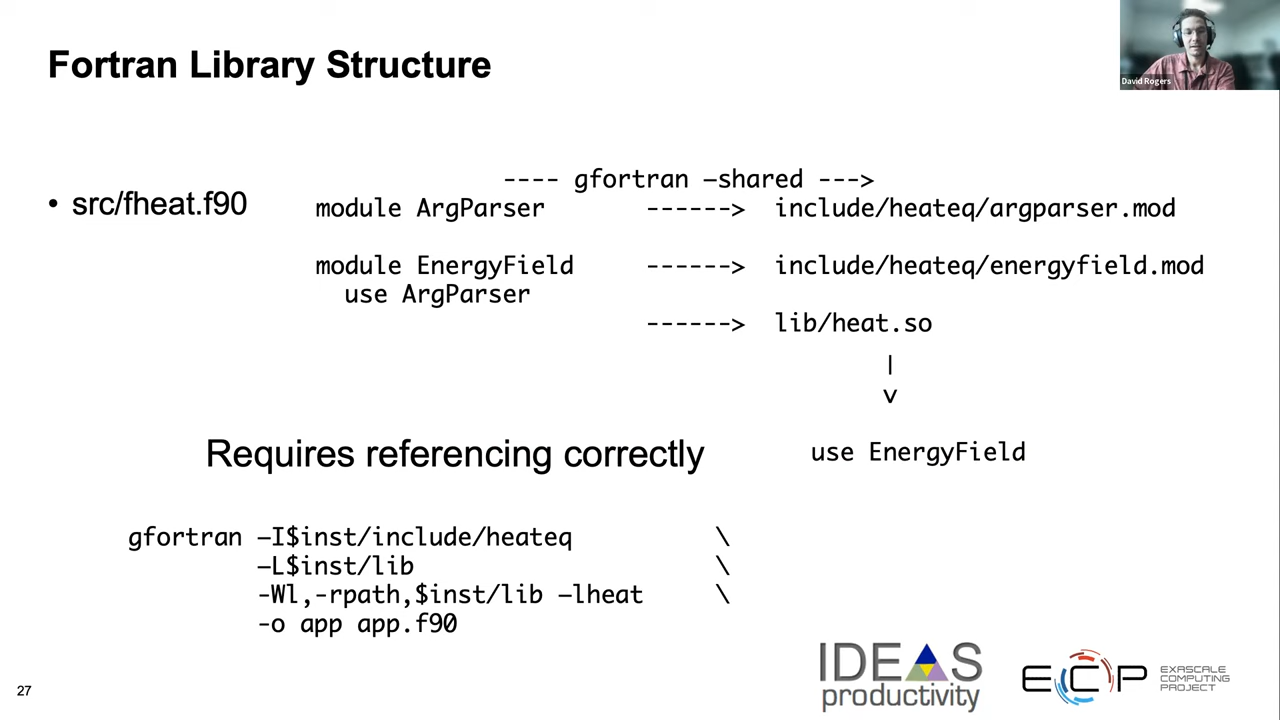 Fortran Library Structure
David Rogers
---- gfortran –shared --->
• src/fheat.f90
module ArgParser ------> include/heateq/argparser.mod
module EnergyField ------> include/heateq/energyfield.mod
use ArgParser
------> lib/heat.so
|
v
Requires referencing correctly
use EnergyField
gfortran –I$inst/include/heateq \
–L$inst/lib \
-Wl,-rpath,$inst/lib –lheat \
-o app app.f90
27
IDEAS
productivity
ECP
EXASCALE
COMPUTING
PROJECT